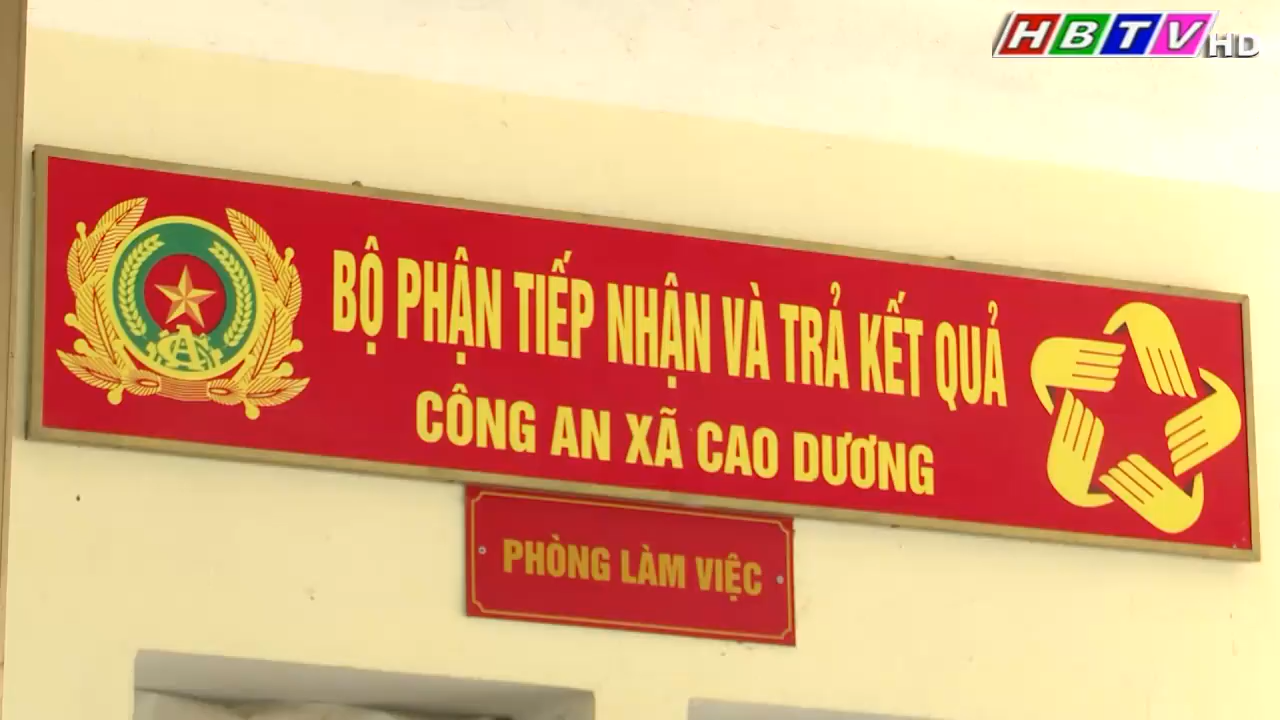 HBTV HD
BỘ PHẬN TIẾP NHẬN VÀ TRẢ KẾT QUẢ
CÔNG AN XÃ CAO DƯƠNG
PHÒNG LÀM VIỆC